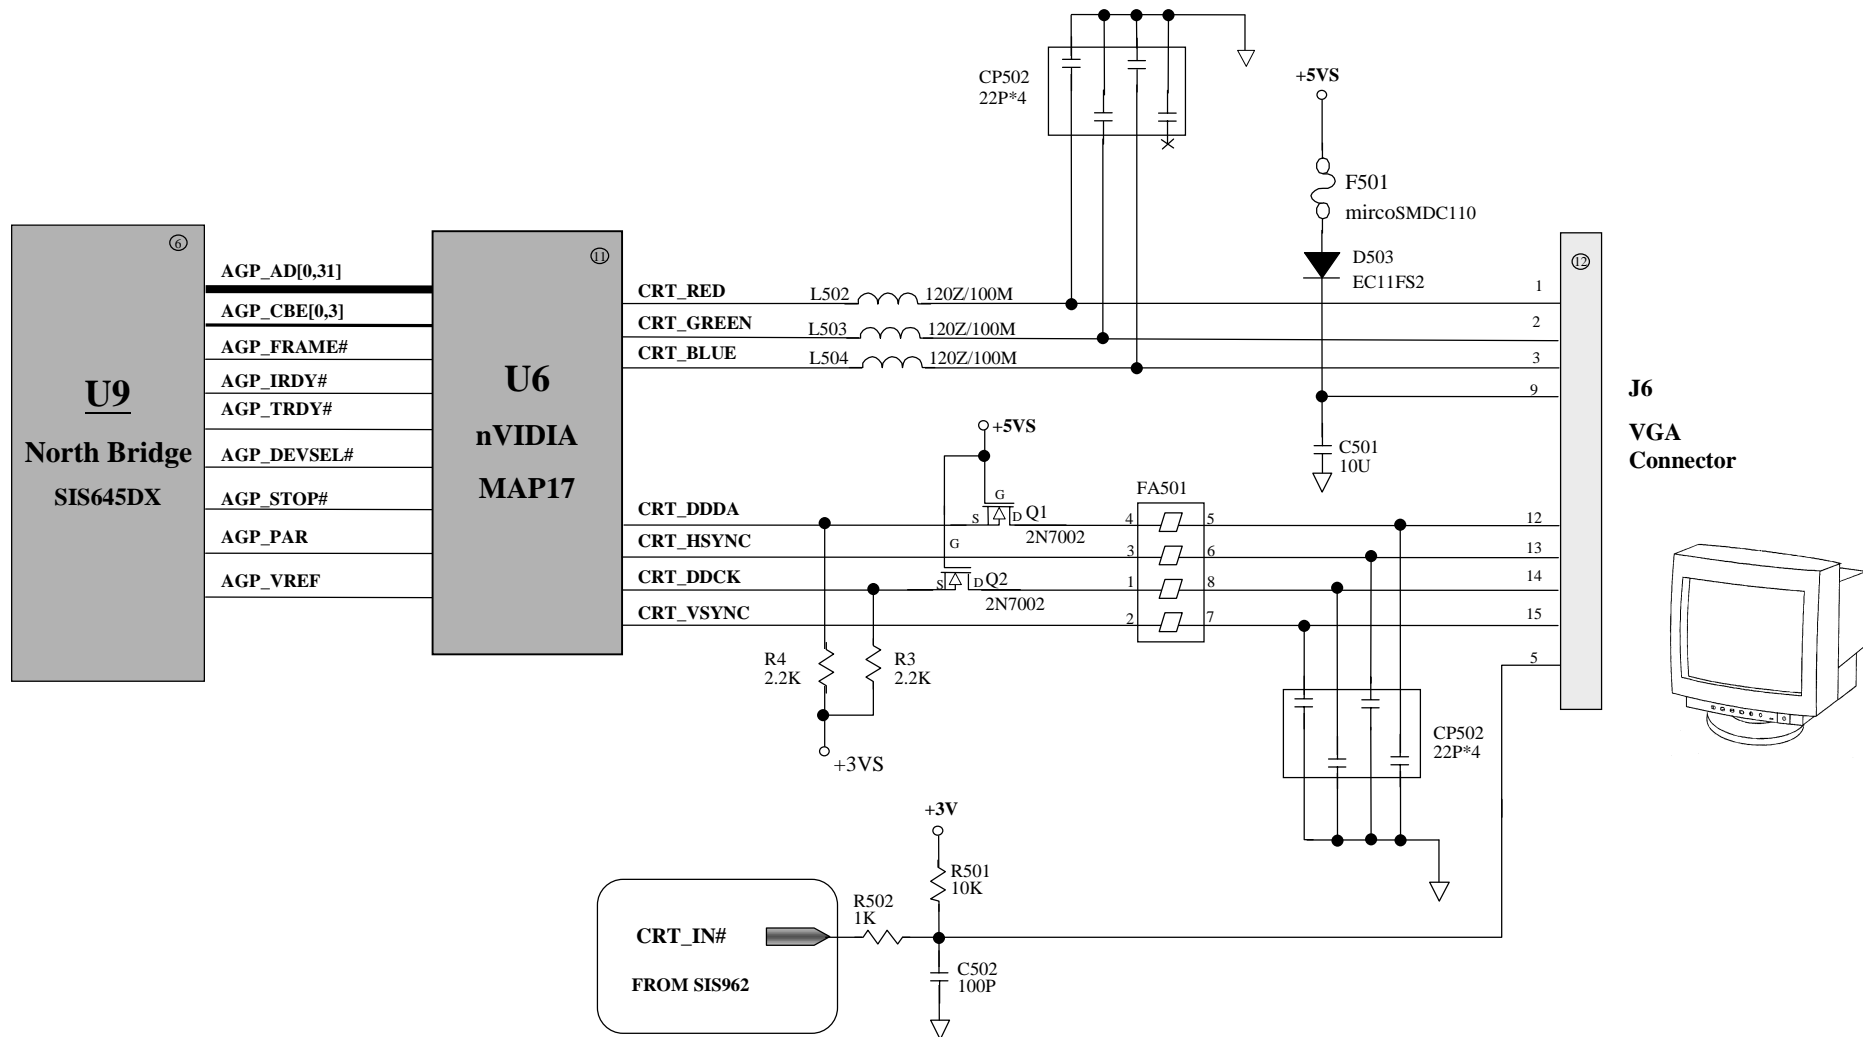 CP502
22P*4
+5VS
F501
mircoSMDC110
D503
EC11FS2
6
U9
North Bridge
SIS645DX
AGP_AD[0,31]
AGP_CBE[0,3]
AGP_FRAME#
AGP_IRDY#
AGP_TRDY#
AGP_DEVSEL#
AGP_STOP#
AGP_PAR
AGP_VREF
11
U6
nVIDIA
MAP17
CRT_RED
L502
120Z/100M
1
CRT_GREEN
L503
120Z/100M
2
CRT_BLUE
L504
120Z/100M
3
9
12
J6
VGA
Connector
C501
10U
+5VS
FA501
CRT_DDDA
G
S
D
Q1
2N7002
4
5
12
CRT_HSYNC
3
6
13
CRT_DDCK
G
S
D
Q2
2N7002
1
8
14
CRT_VSYNC
2
7
15
5
R4
2.2K
R3
2.2K
+3VS
CP502
22P*4
+3V
R501
10K
R502
1K
CRT_IN#
FROM SIS962
C502
100P